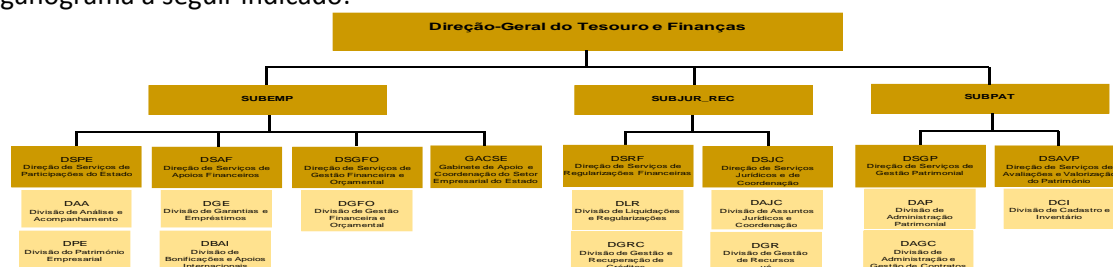 ganograma a seguir indicado:
Direção-Geral do Tesouro e Finanças
SUBEMP
SUBJUR_REC
SUBPAT
DSPE
Direção de Serviços de
Participações do Estado
DSAF
Direção de Serviços de
Apoios Financeiros
DSGFO
Direção de Serviços de
Gestão Financeira e
Orçamental
GACSE
Gabinete de Apoio e
Coordenação do Setor
Empresarial do Estado
DSRF
Direção de Serviços de
Regularizações Financeiras
DSJC
Direção de Serviços
Jurídicos e de
Coordenação
DSGP
Direção de Serviços de
Gestão Patrimonial
DSAVP
Direção de Serviços de
Avaliações e Valorização
do Património
DAA
Divisão de Análise e
Acompanhamento
DGE
Divisão de Garantias e
Empréstimos
DGFO
Divisão de Gestão
Financeira e
Orçamental
DLR
Divisão de Liquidações
e Regularizações
DAJC
Divisão de Assuntos
Jurídicos e
Coordenação
DAP
Divisão de
Administração
Patrimonial
DCI
Divisão de Cadastro e
Inventário
DPE
Divisão do Património
Empresarial
DBAI
Divisão de
Bonificações e Apoios
Internacionais
DGRC
Divisão de Gestão e
Recuperação de
Créditos
DGR
Divisão de Gestão
de Recursos
DAGC
Divisão de
Administração e
Gestão de Contratos